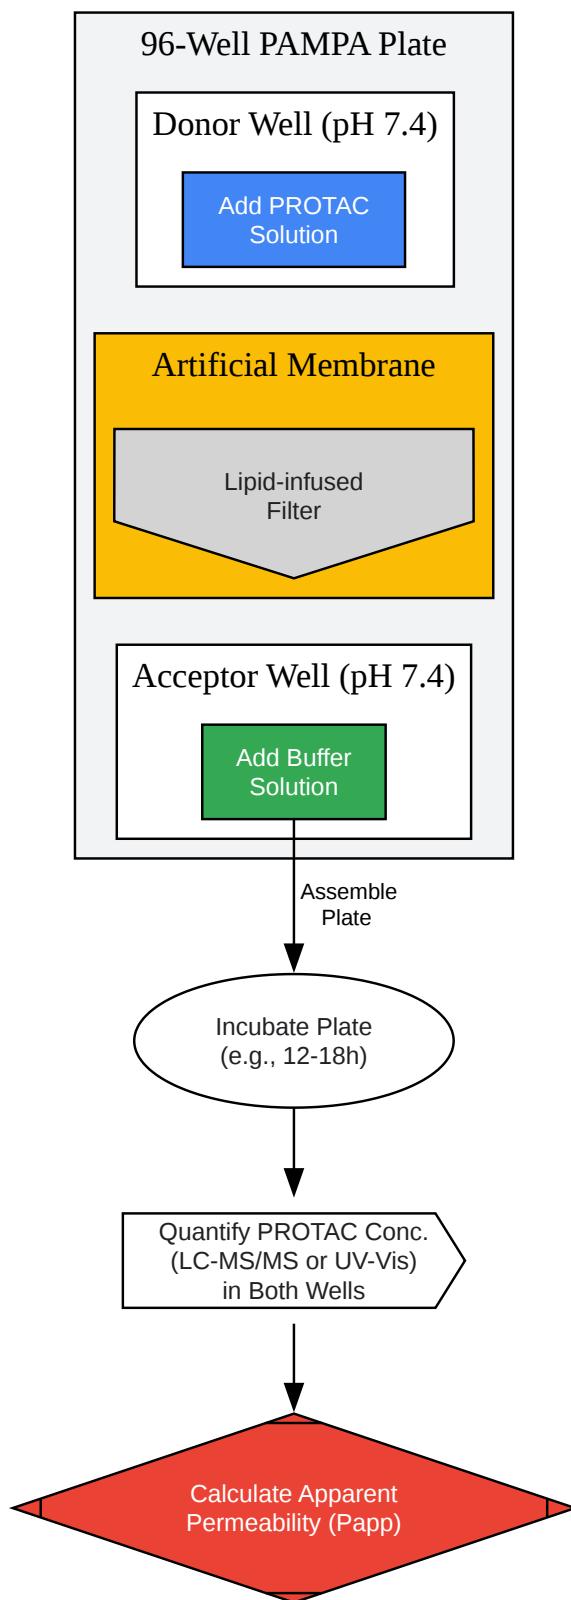 96-Well PAMPA Plate
Donor Well (pH 7.4)
Add PROTAC
Solution
Artificial Membrane
Lipid-infused
Filter
Acceptor Well (pH 7.4)
Add Buffer
Solution
Assemble
Plate
Incubate Plate
(e.g., 12-18h)
Quantify PROTAC Conc.
(LC-MS/MS or UV-Vis)
in Both Wells
Calculate Apparent
Permeability (Papp)